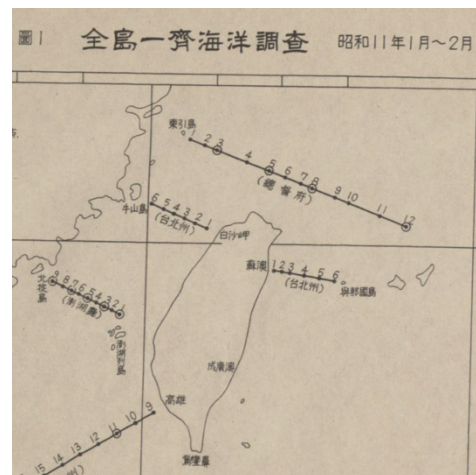 圖1 全島一齊海洋調査 昭和11年1月~2月
東引島
1 2 3 4 5 6 7 8 9 10 11 12
(總督府)
牛山島
6 5 4 3 2 1
(台北州)
白沙岬
蘇澳
1 2 3 4 5 6
(台北州)
與那國島
9 8 7 6 5 4 3 2 1
(澎湖廳)
澎湖列島
成廣澳
高雄
15 14 13 12 11 10 9
州)
鵞鑾鼻